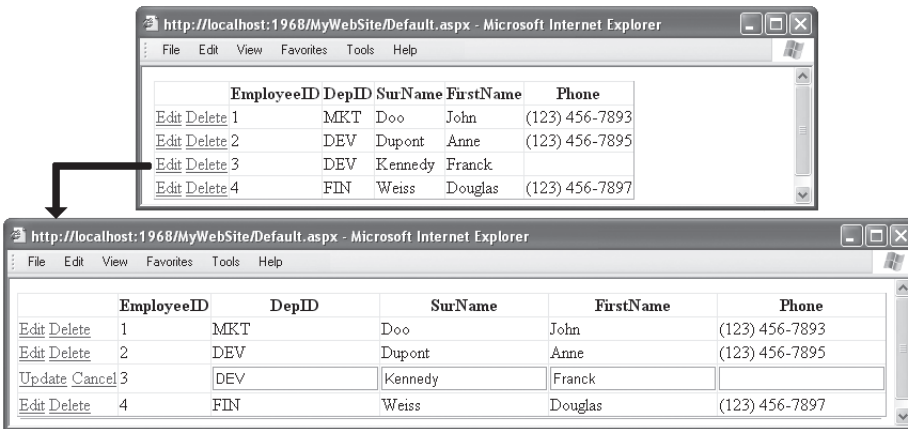 http://localhost:1968/MyWebSite/Default.aspx - Microsoft Internet Explorer
File Edit View Favorites Tools Help
EmployeeID DepID SurName FirstName Phone
Edit Delete 1 MKT Doo John (123) 456-7893
Edit Delete 2 DEV Dupont Anne (123) 456-7895
Edit Delete 3 DEV Kennedy Franck
Edit Delete 4 FIN Weiss Douglas (123) 456-7897
http://localhost:1968/MyWebSite/Default.aspx - Microsoft Internet Explorer
File Edit View Favorites Tools Help
EmployeeID DepID SurName FirstName Phone
Edit Delete 1 MKT Doo John (123) 456-7893
Edit Delete 2 DEV Dupont Anne (123) 456-7895
Update Cancel 3 DEV Kennedy Franck
Edit Delete 4 FIN Weiss Douglas (123) 456-7897